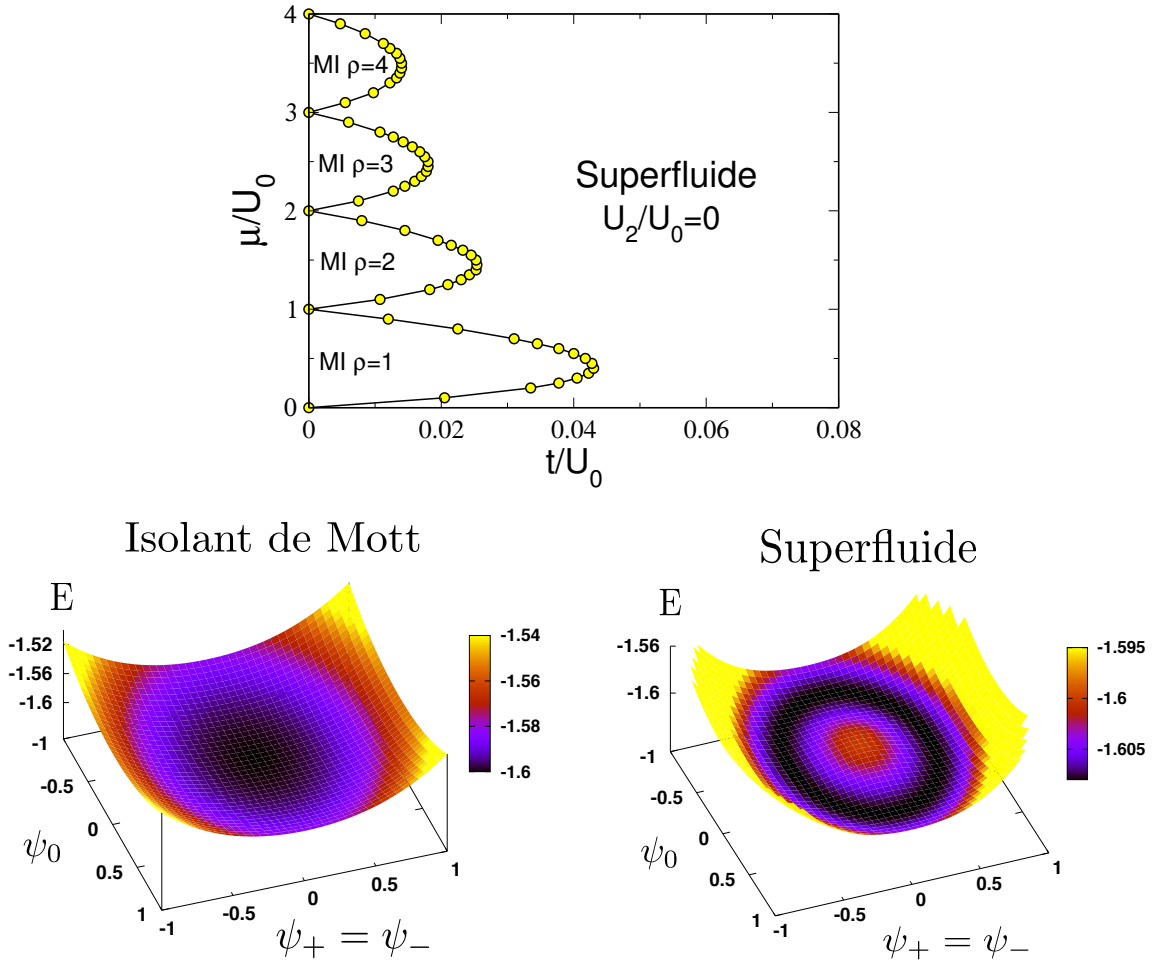 4
MI ρ=4
3
MI ρ=3
Superfluide
U₂/U₀=0
μ/U₀
2
MI ρ=2
1
MI ρ=1
0
0 0.02 0.04 0.06 0.08
t/U₀
Isolant de Mott
E
-1.52
-1.56
-1.6
-1
-0.5
0
0.5
1
ψ₀
-1 -0.5 0 0.5 1
ψ₊ = ψ₋
-1.54
-1.56
-1.58
-1.6
Superfluide
E
-1.56
-1.6
-1
-0.5
0
0.5
1
ψ₀
-1 -0.5 0 0.5 1
ψ₊ = ψ₋
-1.595
-1.6
-1.605